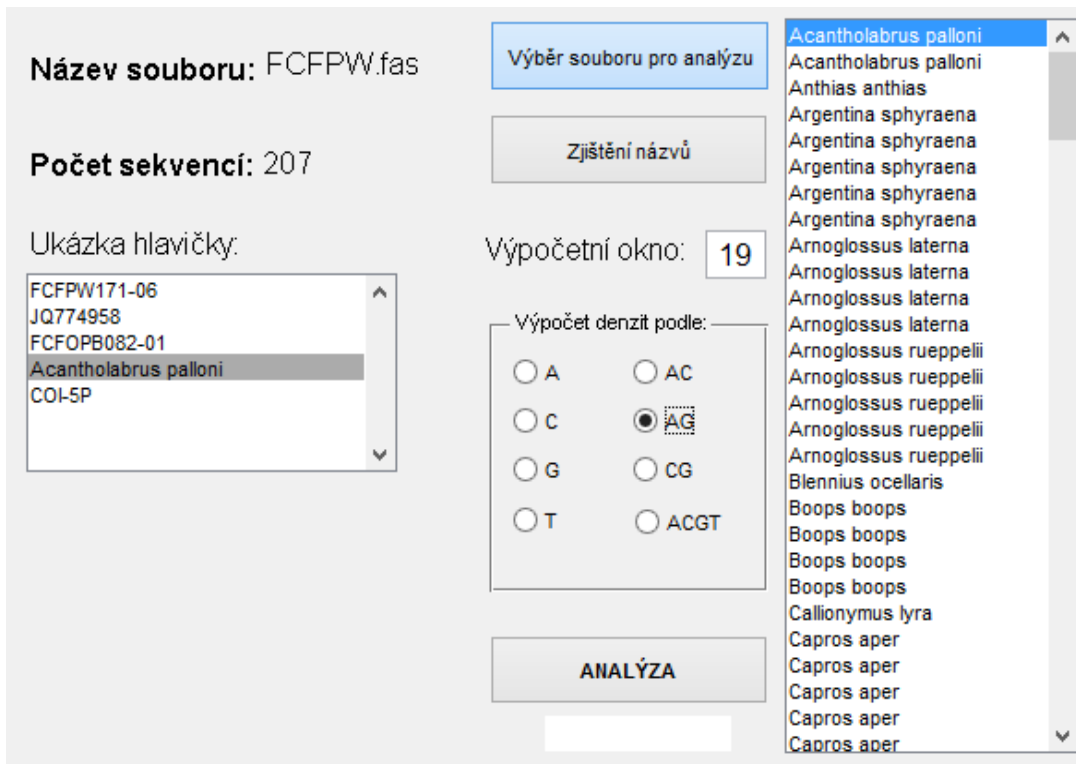 Název souboru: FCFPW.fas
Počet sekvencí: 207
Ukázka hlavičky:
FCFPW171-06
JQ774958
FCFOPB082-01
Acantholabrus palloni
COI-5P
Výběr souboru pro analýzu
Zjištění názvů
Výpočetní okno: 19
Výpočet denzit podle:
A AC
C AG
G CG
T ACGT
ANALÝZA
Acantholabrus palloni
Acantholabrus palloni
Anthias anthias
Argentina sphyraena
Argentina sphyraena
Argentina sphyraena
Argentina sphyraena
Argentina sphyraena
Arnoglossus laterna
Arnoglossus laterna
Arnoglossus laterna
Arnoglossus laterna
Arnoglossus rueppelii
Arnoglossus rueppelii
Arnoglossus rueppelii
Arnoglossus rueppelii
Arnoglossus rueppelii
Blennius ocellaris
Boops boops
Boops boops
Boops boops
Boops boops
Callionymus lyra
Capros aper
Capros aper
Capros aper
Capros aper
Capros aper